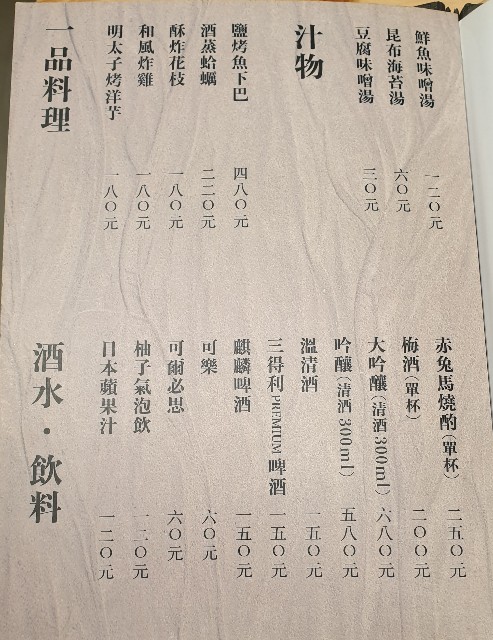 一品料理
明太子烤洋芋 一八〇元
和風炸雞 一八〇元
酥炸花枝 一八〇元
酒蒸蛤蠣 二二〇元
鹽烤魚下巴 四八〇元
汁物
豆腐味噌湯 三〇元
昆布海苔湯 六〇元
鮮魚味噌湯 一二〇元
酒水・飲料
日本蘋果汁 一二〇元
柚子氣泡飲 一二〇元
可爾必思 六〇元
可樂 六〇元
麒麟啤酒 一五〇元
三得利PREMIUM啤酒 一五〇元
溫清酒 一五〇元
吟釀(清酒300ml) 五八〇元
大吟釀(清酒300ml) 六八〇元
梅酒(單杯) 二〇〇元
赤兔馬燒酌(單杯) 二五〇元